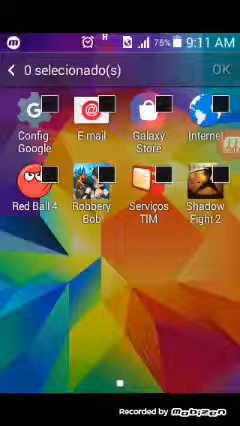 H
78% 9:11 AM
0 selecionado(s) OK
Config. Google
E-mail
Galaxy Store
Internet
Red Ball 4
Robbery Bob
Serviços TIM
Shadow Fight 2
Recorded by Mobizen